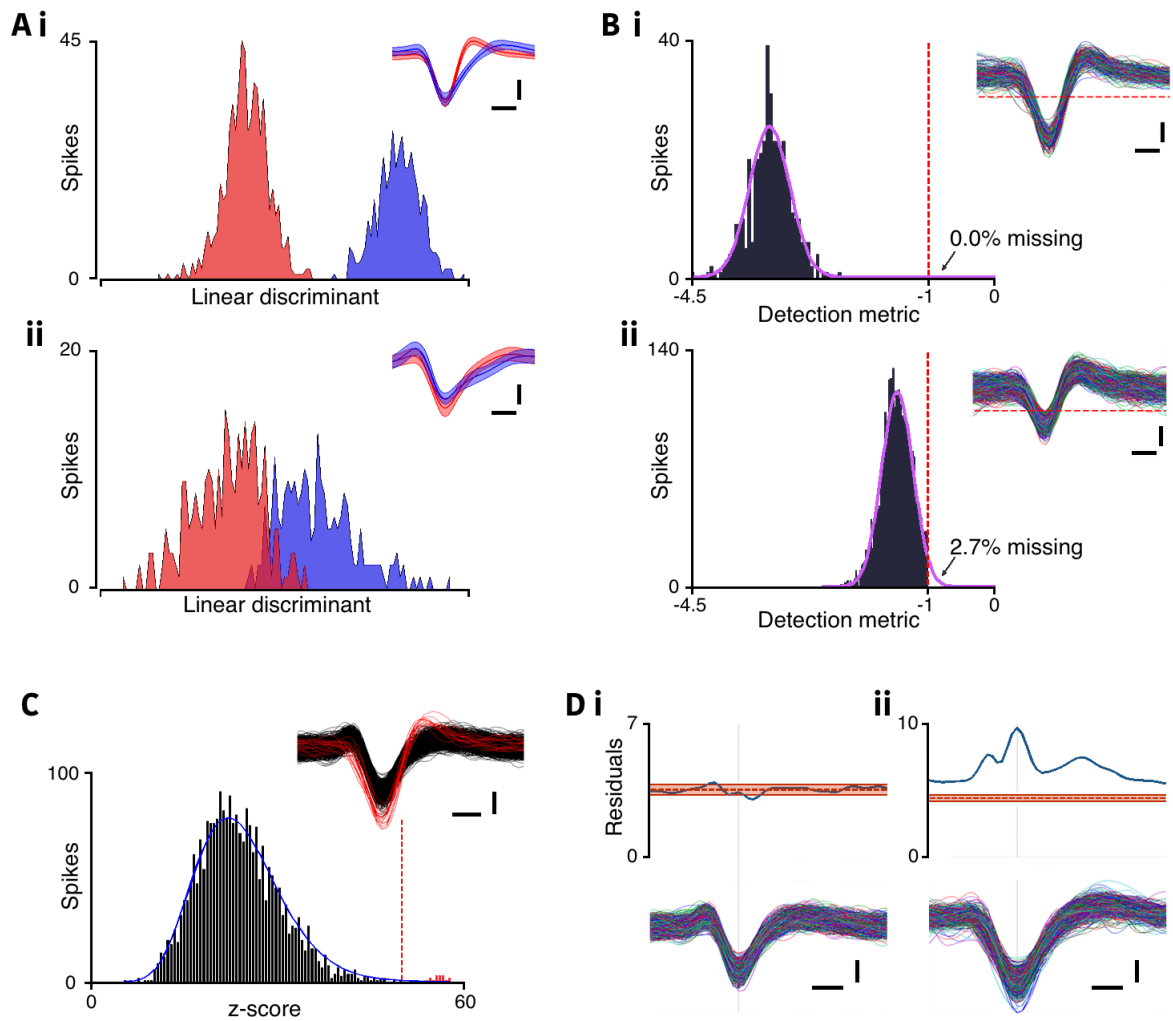 A i
45
Spikes
0
Linear discriminant
ii
20
Spikes
0
Linear discriminant
B i
40
Spikes
0
0.0% missing
-4.5
-1
0
Detection metric
ii
140
Spikes
0
2.7% missing
-4.5
-1
0
Detection metric
C
100
Spikes
0
0
60
z-score
D i
7
Residuals
0
ii
10
0